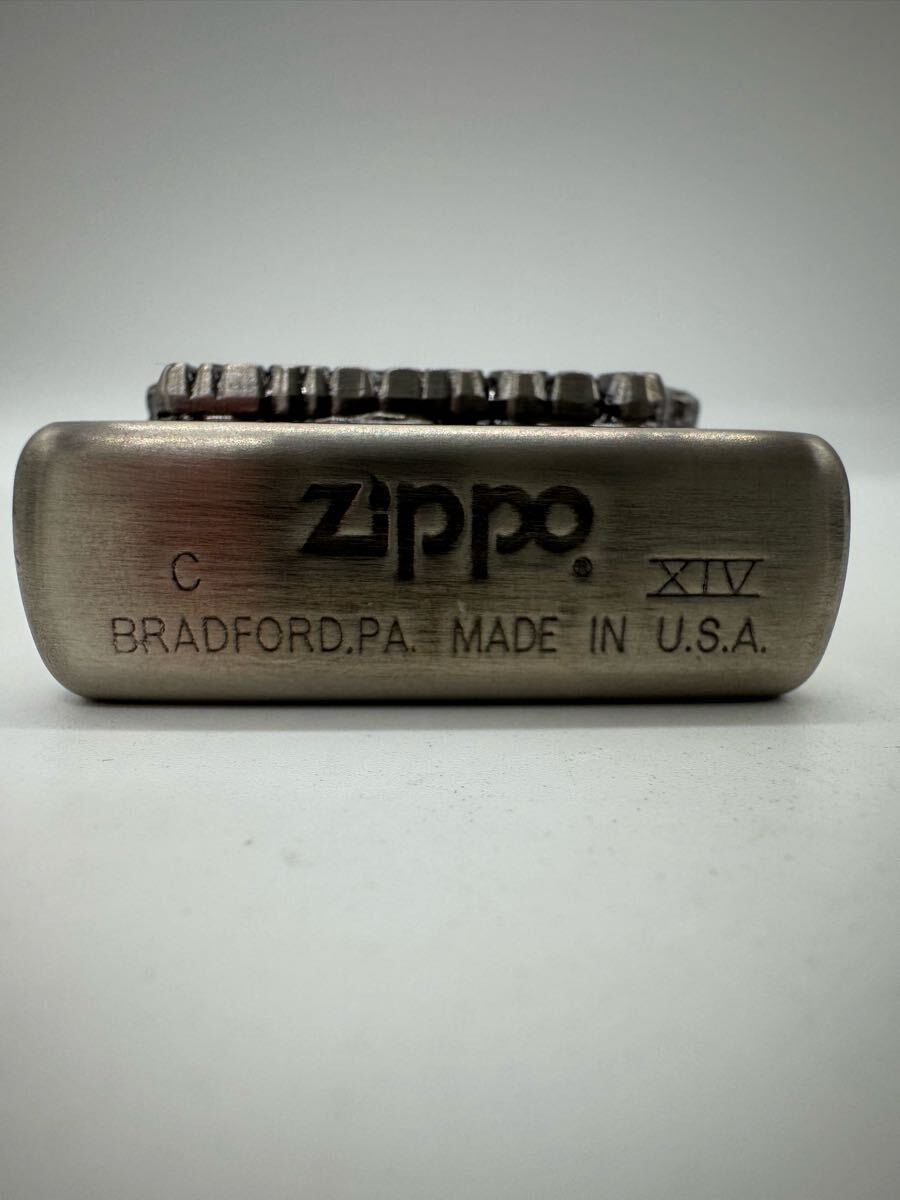 Zippo®
C XIV
BRADFORD,PA. MADE IN U.S.A.